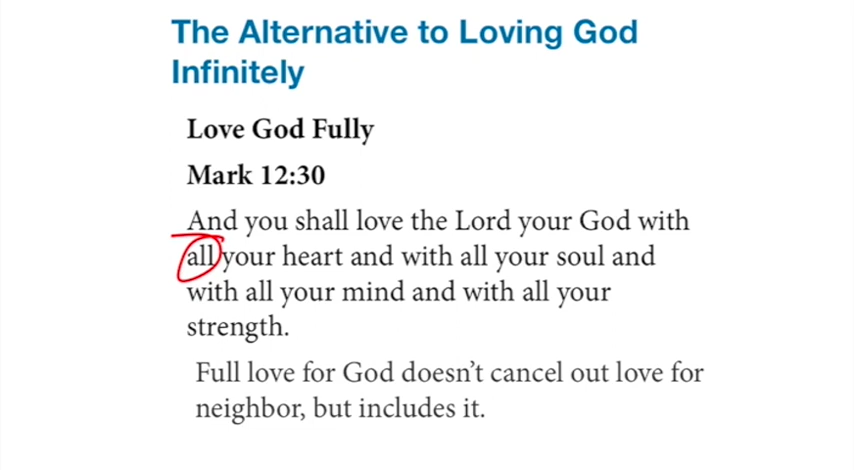 The Alternative to Loving God
Infinitely
Love God Fully
Mark 12:30
And you shall love the Lord your God with
all your heart and with all your soul and
with all your mind and with all your
strength.
Full love for God doesn’t cancel out love for
neighbor, but includes it.